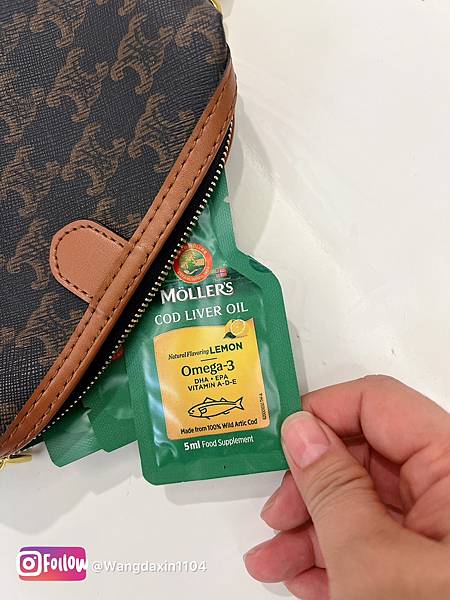 MÖLLER'S
COD LIVER OIL
Natural Flavoring LEMON
Omega-3
DHA • EPA
VITAMIN A-D-E
Made from 100% Wild Artic Cod
5ml Food Supplement
Follow @Wangdaxin1104